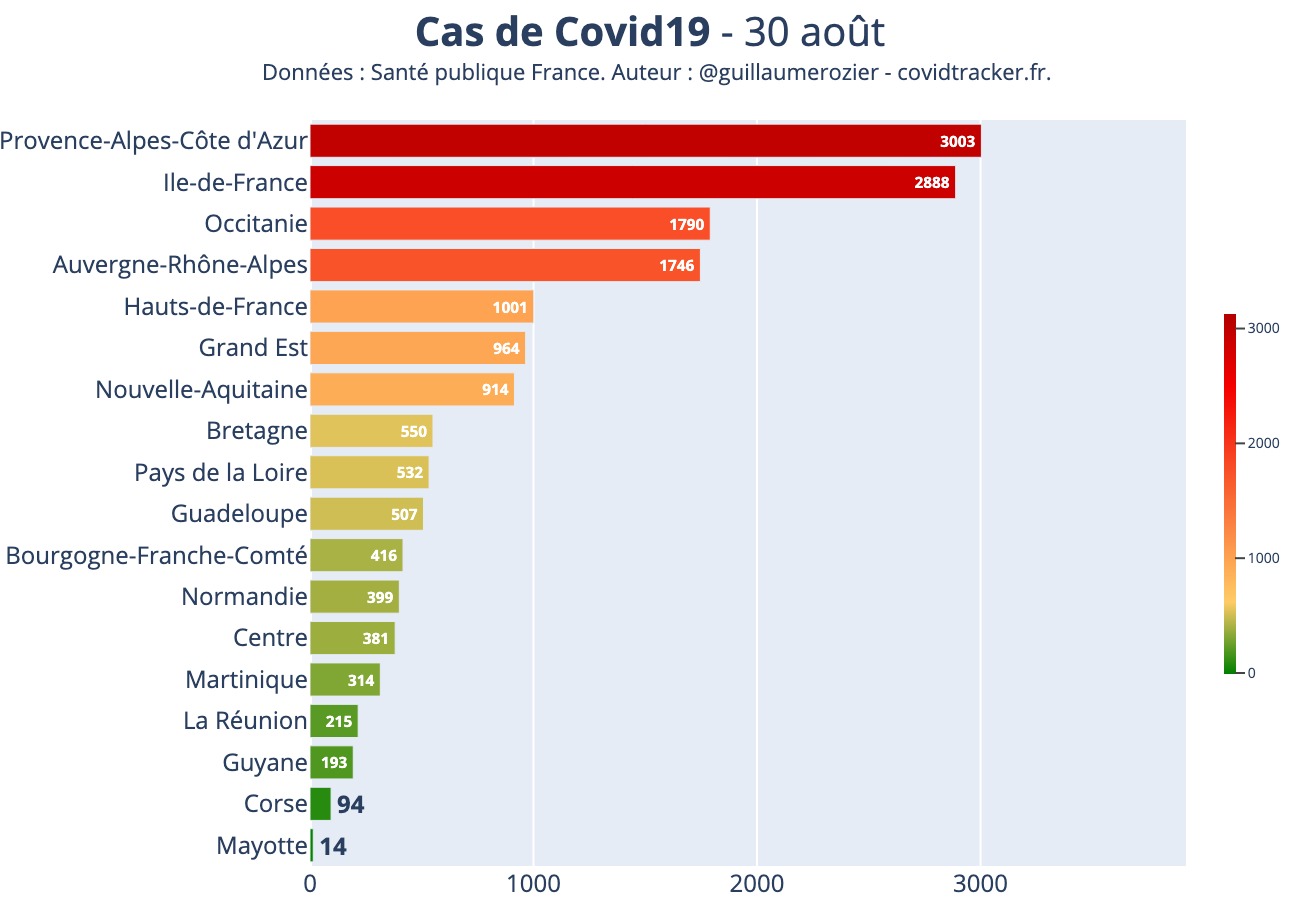 Cas de Covid19 - 30 août
Données : Santé publique France. Auteur : @guillaumerozier - covidtracker.fr.
Provence-Alpes-Côte d'Azur 3003
Ile-de-France 2888
Occitanie 1790
Auvergne-Rhône-Alpes 1746
Hauts-de-France 1001
Grand Est 964
Nouvelle-Aquitaine 914
Bretagne 550
Pays de la Loire 532
Guadeloupe 507
Bourgogne-Franche-Comté 416
Normandie 399
Centre 381
Martinique 314
La Réunion 215
Guyane 193
Corse 94
Mayotte 14
0 1000 2000 3000
3000
2000
1000
0